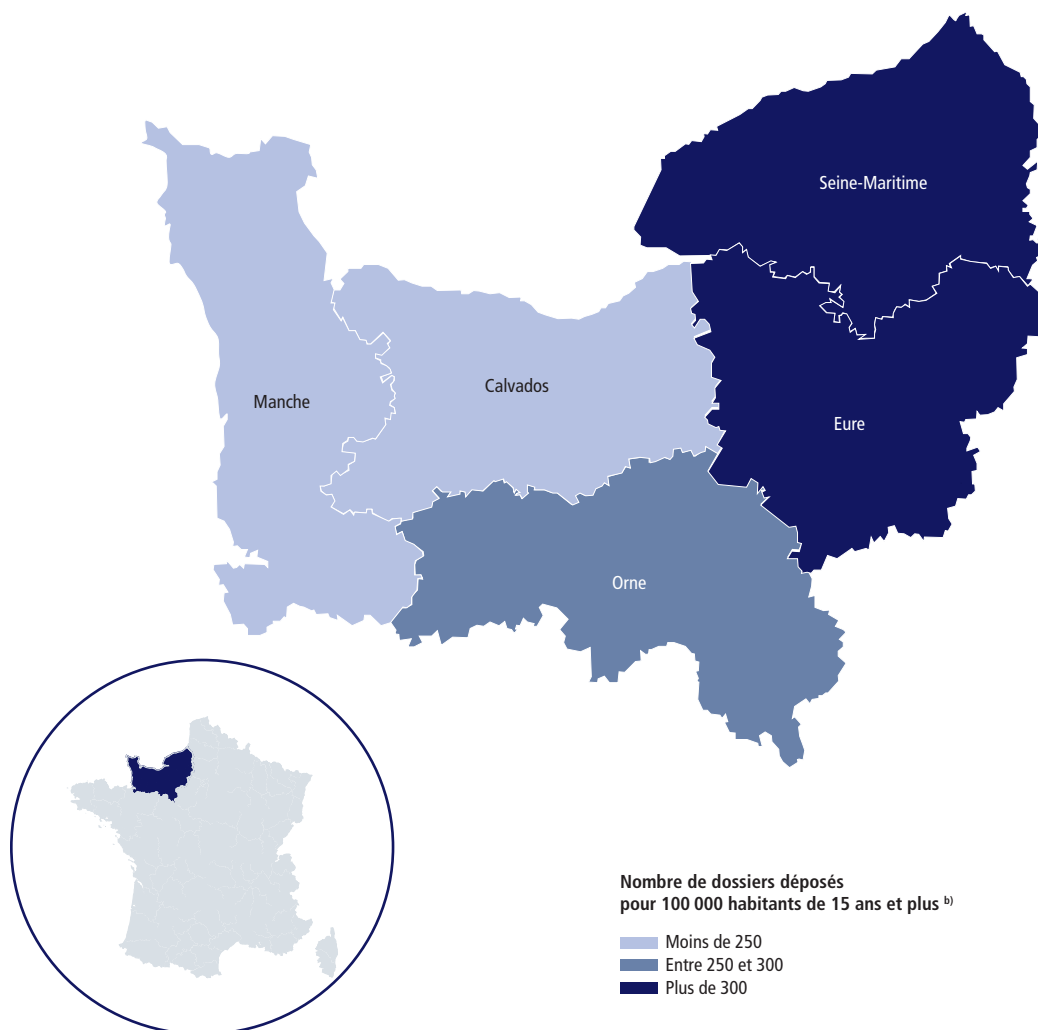 Seine-Maritime
Manche
Calvados
Eure
Orne
Nombre de dossiers déposés
pour 100 000 habitants de 15 ans et plus b)
Moins de 250
Entre 250 et 300
Plus de 300